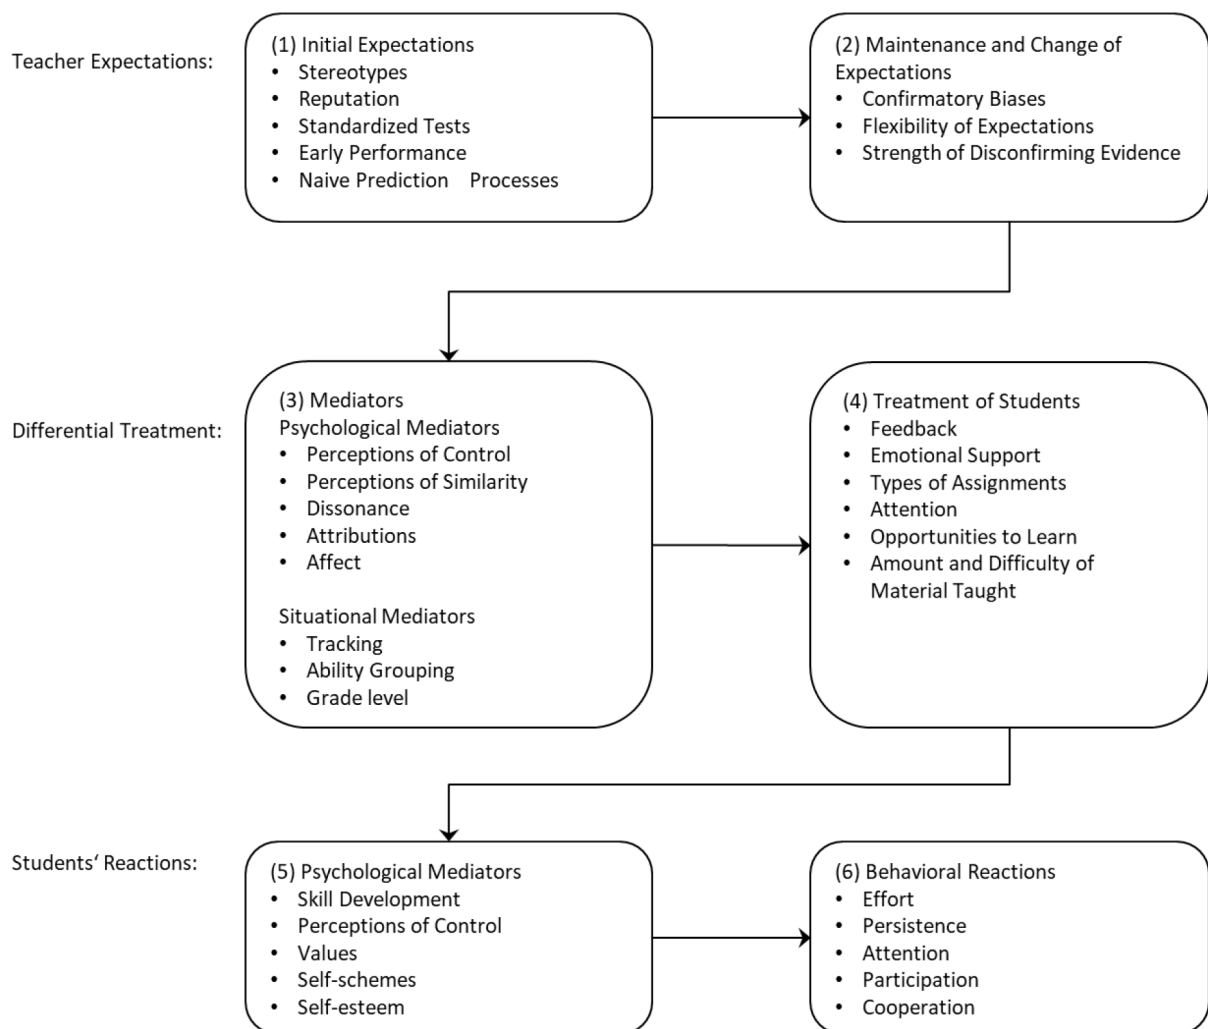 Teacher Expectations:
(1) Initial Expectations
• Stereotypes
• Reputation
• Standardized Tests
• Early Performance
• Naive Prediction Processes
(2) Maintenance and Change of
Expectations
• Confirmatory Biases
• Flexibility of Expectations
• Strength of Disconfirming Evidence
Differential Treatment:
(3) Mediators
Psychological Mediators
• Perceptions of Control
• Perceptions of Similarity
• Dissonance
• Attributions
• Affect
Situational Mediators
• Tracking
• Ability Grouping
• Grade level
(4) Treatment of Students
• Feedback
• Emotional Support
• Types of Assignments
• Attention
• Opportunities to Learn
• Amount and Difficulty of
Material Taught
Students‘ Reactions:
(5) Psychological Mediators
• Skill Development
• Perceptions of Control
• Values
• Self-schemes
• Self-esteem
(6) Behavioral Reactions
• Effort
• Persistence
• Attention
• Participation
• Cooperation